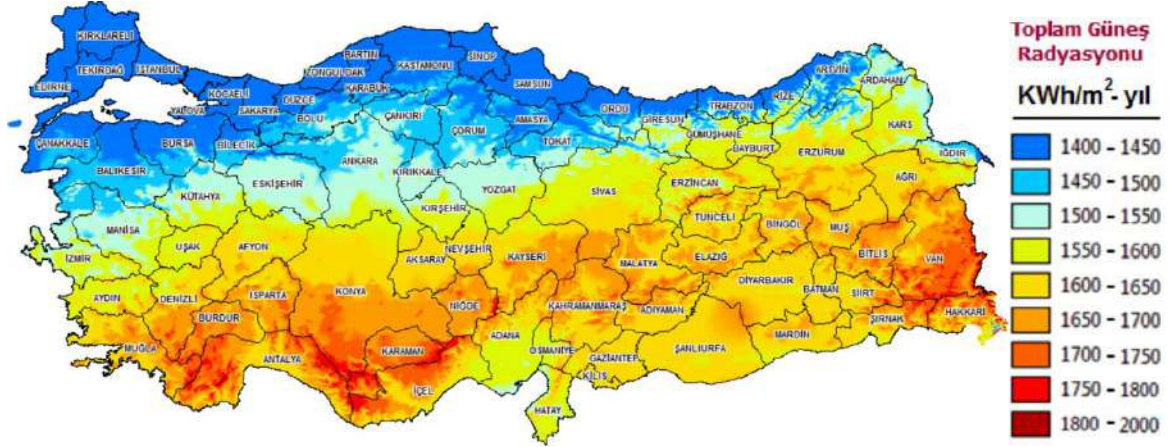 KIRKLARELİ
TEKİRDAĞ
İSTANBUL
EDİRNE
KOCAELİ
YALOVA
SAKARYA
DÜZCE
ZONGULDAK
BARTIN
KARABÜK
KASTAMONU
SİNOP
SAMSUN
ORDU
GİRESUN
TRABZON
RİZE
ARTVİN
ARDAHAN
ÇANAKKALE
BURSA
BİLECİK
BOLU
ÇANKIRI
ÇORUM
AMASYA
TOKAT
GÜMÜŞHANE
BAYBURT
KARS
BALIKESİR
KÜTAHYA
ESKİŞEHİR
ANKARA
KIRIKKALE
YOZGAT
SİVAS
ERZİNCAN
ERZURUM
IĞDIR
AĞRI
MANİSA
UŞAK
AFYON
KIRŞEHİR
NEVŞEHİR
KAYSERİ
TUNCELİ
BİNGÖL
MUŞ
İZMİR
AKSARAY
MALATYA
ELAZIĞ
BİTLİS
VAN
AYDIN
DENİZLİ
ISPARTA
KONYA
NİĞDE
KAHRAMANMARAŞ
ADIYAMAN
DİYARBAKIR
BATMAN
SİİRT
ŞIRNAK
HAKKARİ
BURDUR
MUĞLA
ANTALYA
KARAMAN
İÇEL
ADANA
OSMANİYE
GAZİANTEP
KİLİS
ŞANLIURFA
MARDİN
HATAY
Toplam Güneş
Radyasyonu
KWh/m²- yıl
1400 - 1450
1450 - 1500
1500 - 1550
1550 - 1600
1600 - 1650
1650 - 1700
1700 - 1750
1750 - 1800
1800 - 2000